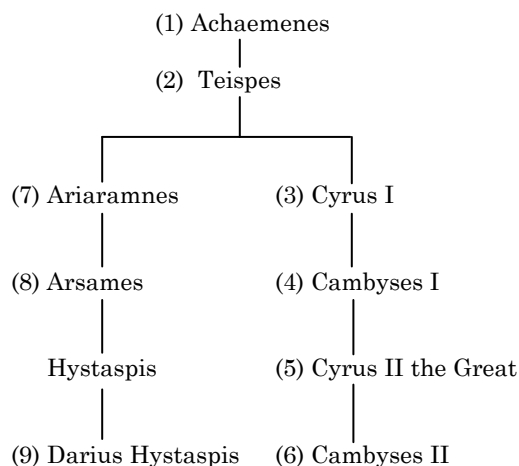 (1) Achaemenes
(2) Teispes
(7) Ariaramnes
(3) Cyrus I
(8) Arsames
(4) Cambyses I
Hystaspis
(5) Cyrus II the Great
(9) Darius Hystaspis
(6) Cambyses II